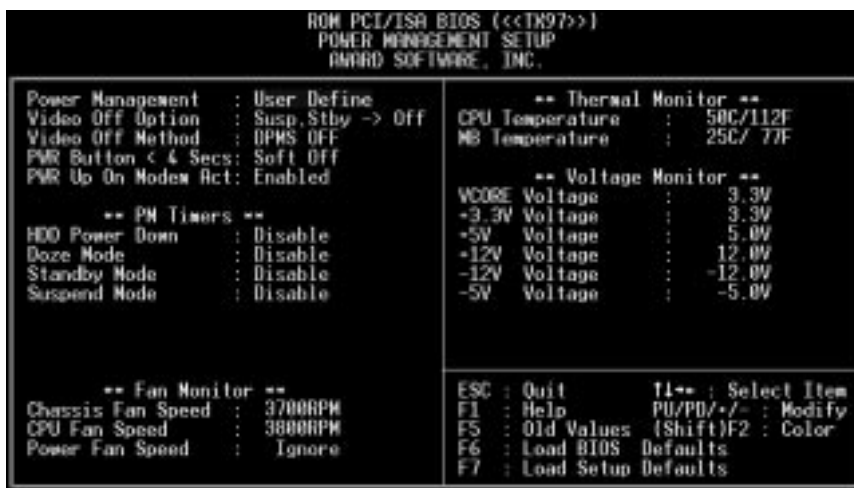 ROM PCI/ISA BIOS (<<TX97>>)
POWER MANAGEMENT SETUP
AWARD SOFTWARE, INC.
Power Management : User Define
Video Off Option : Susp,Stby -> Off
Video Off Method : DPMS OFF
PWR Button < 4 Secs: Soft Off
PWR Up On Modem Act: Enabled
** PM Timers **
HDD Power Down : Disable
Doze Mode : Disable
Standby Mode : Disable
Suspend Mode : Disable
** Fan Monitor **
Chassis Fan Speed : 3700RPM
CPU Fan Speed : 3800RPM
Power Fan Speed : Ignore
** Thermal Monitor **
CPU Temperature : 50C/112F
MB Temperature : 25C/ 77F
** Voltage Monitor **
VCORE Voltage : 3.3V
+3.3V Voltage : 3.3V
+5V Voltage : 5.0V
+12V Voltage : 12.0V
-12V Voltage : -12.0V
-5V Voltage : -5.0V
ESC : Quit ↑↓→← : Select Item
F1 : Help PU/PD/+/- : Modify
F5 : Old Values (Shift)F2 : Color
F6 : Load BIOS Defaults
F7 : Load Setup Defaults